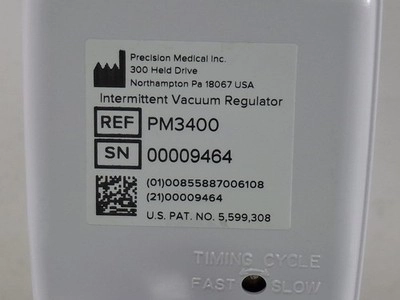 Precision Medical Inc.
300 Held Drive
Northampton Pa 18067 USA
Intermittent Vacuum Regulator
REF PM3400
SN 00009464
(01)00855887006108
(21)00009464
U.S. PAT. NO. 5,599,308
TIMING CYCLE
FAST SLOW